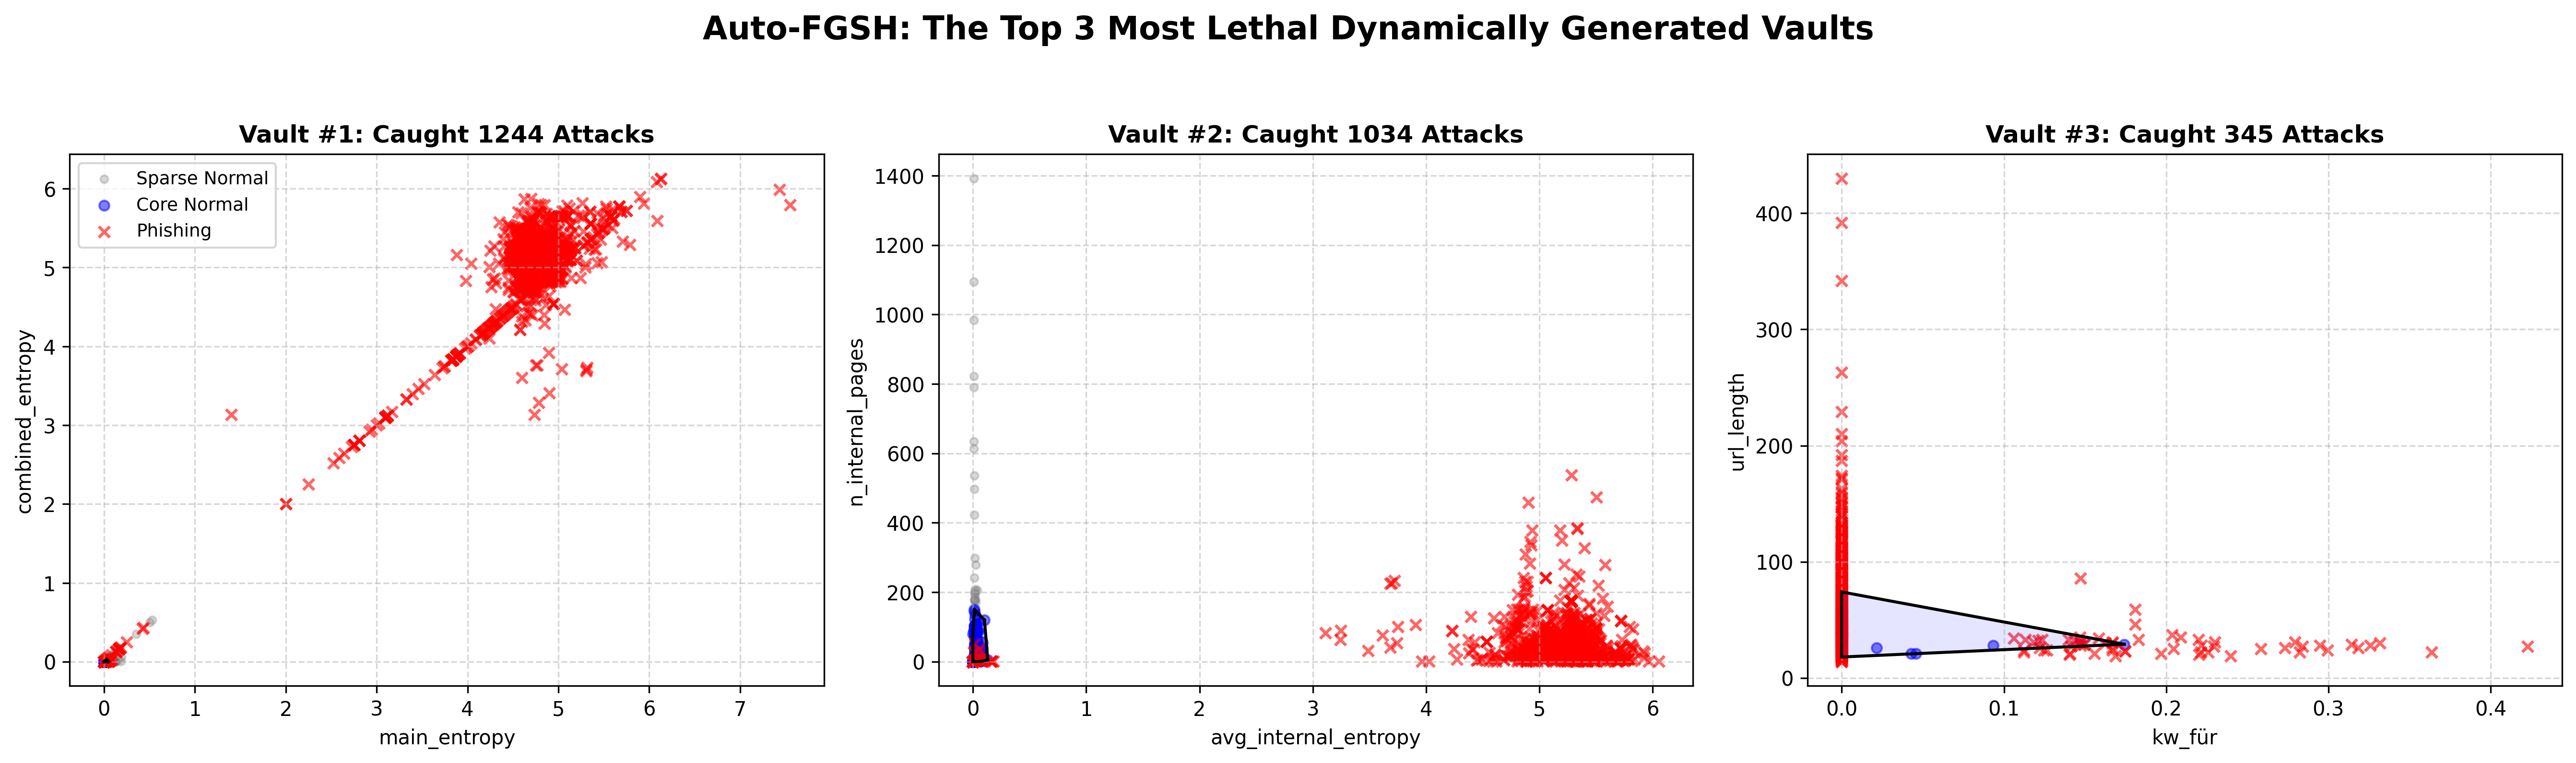 Auto-FGSH: The Top 3 Most Lethal Dynamically Generated Vaults
Vault #1: Caught 1244 Attacks
Sparse Normal
Core Normal
Phishing
combined_entropy
6
5
4
3
2
1
0
0 1 2 3 4 5 6 7
main_entropy
Vault #2: Caught 1034 Attacks
n_internal_pages
1400
1200
1000
800
600
400
200
0
0 1 2 3 4 5 6
avg_internal_entropy
Vault #3: Caught 345 Attacks
url_length
400
300
200
100
0
0.0 0.1 0.2 0.3 0.4
kw_für